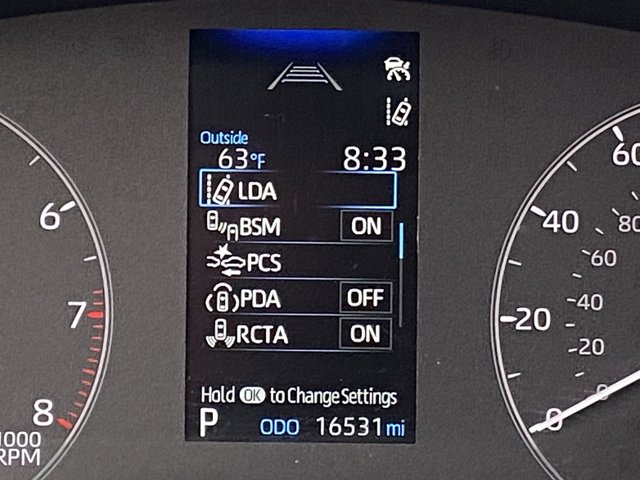 Outside
63°F 8:33
LDA
BSM ON
PCS
PDA OFF
RCTA ON
Hold OK to Change Settings
P ODO 16531 mi
6
7
8
1000
RPM
60
40
80
60
20
40
20
0
0